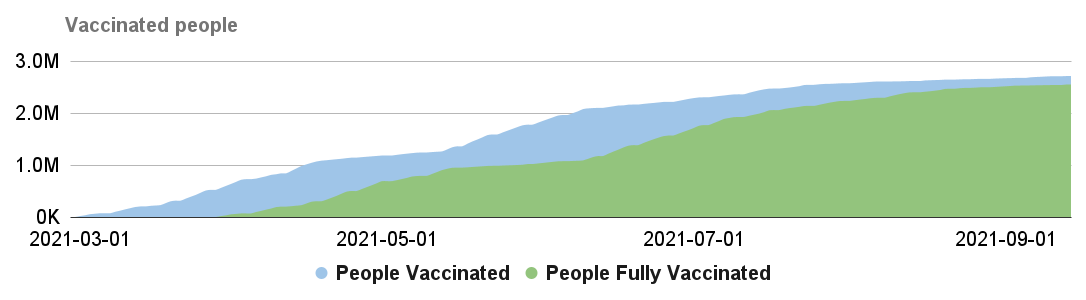 Vaccinated people
3.0M
2.0M
1.0M
0K
2021-03-01 2021-05-01 2021-07-01 2021-09-01
People Vaccinated People Fully Vaccinated